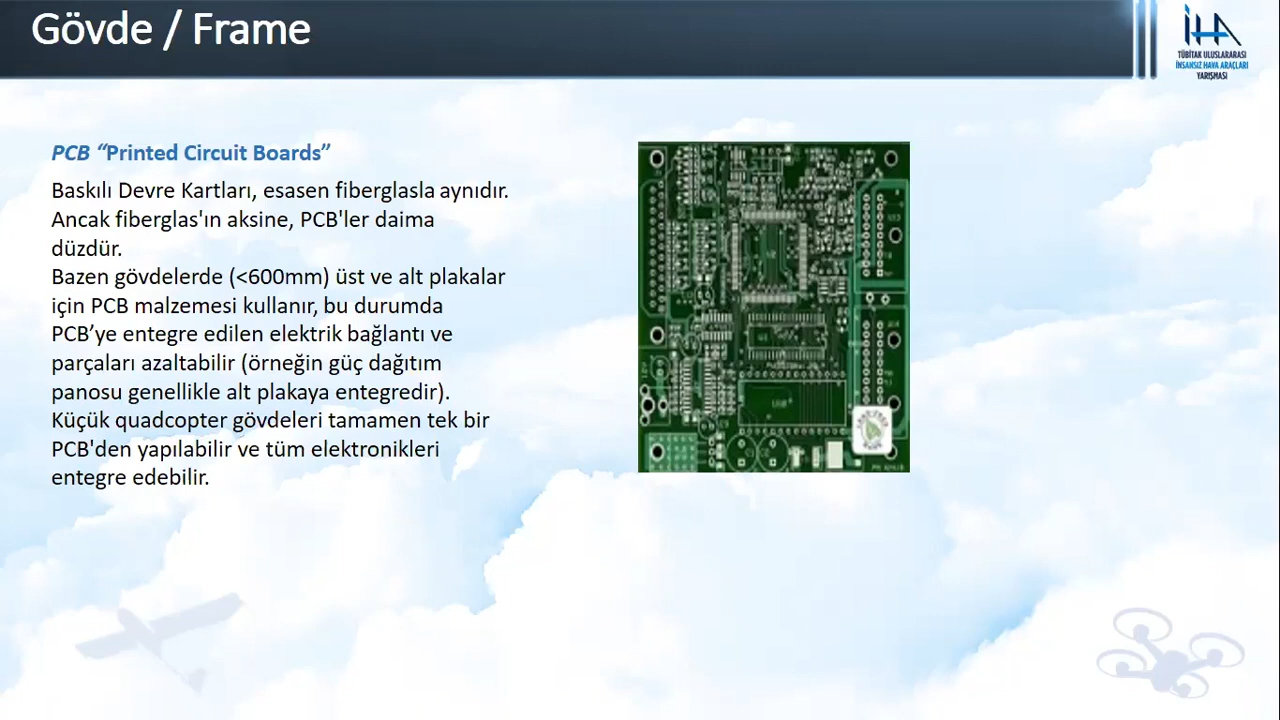 Gövde / Frame
İHA
TÜBİTAK ULUSLARARASI
İNSANSIZ HAVA ARAÇLARI
YARIŞMASI
PCB “Printed Circuit Boards”
Baskılı Devre Kartları, esasen fiberglasla aynıdır.
Ancak fiberglas'ın aksine, PCB'ler daima
düzdür.
Bazen gövdelerde (<600mm) üst ve alt plakalar
için PCB malzemesi kullanır, bu durumda
PCB’ye entegre edilen elektrik bağlantı ve
parçaları azaltabilir (örneğin güç dağıtım
panosu genellikle alt plakaya entegredir).
Küçük quadcopter gövdeleri tamamen tek bir
PCB'den yapılabilir ve tüm elektronikleri
entegre edebilir.